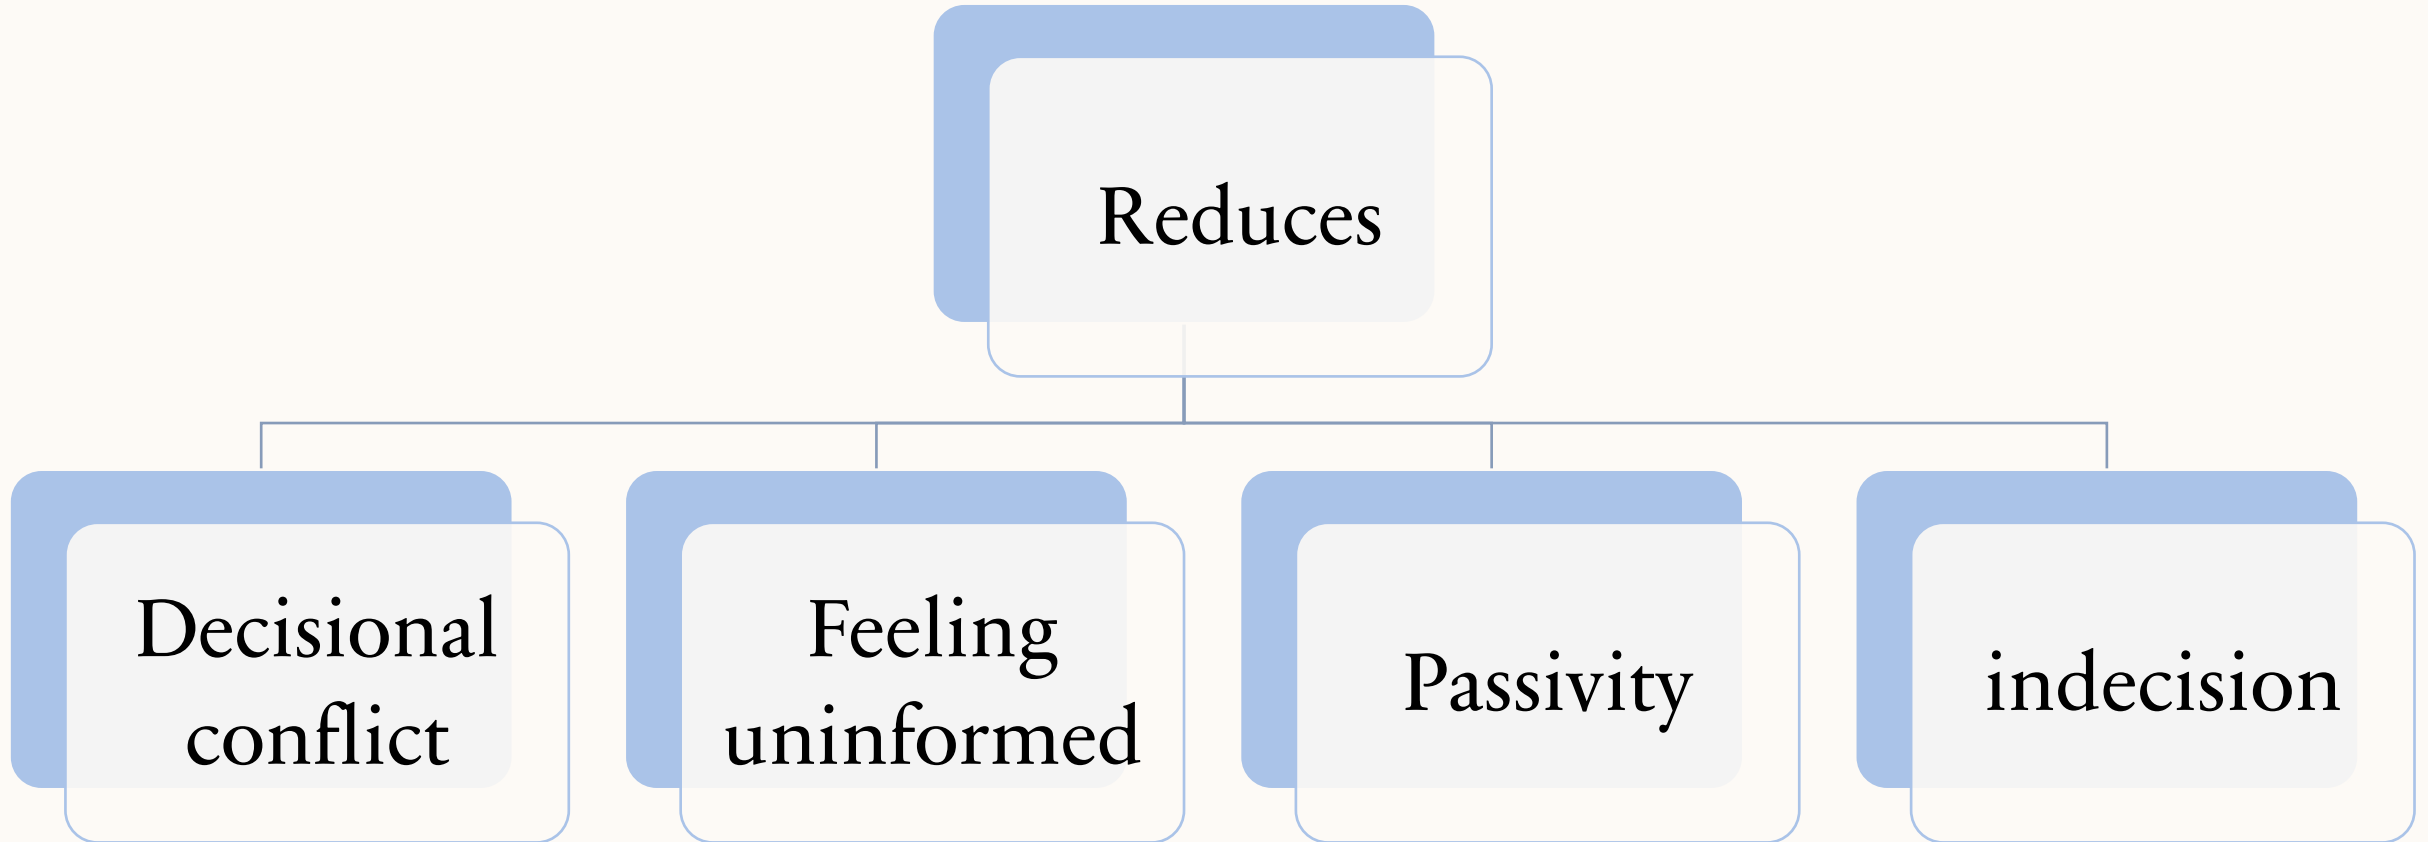 Reduces
Decisional
conflict
Feeling
uninformed
Passivity
indecision